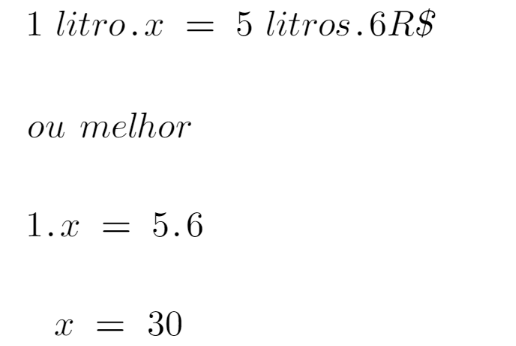 1 litro.x = 5 litros.6R$
ou melhor
1.x = 5.6
x = 30